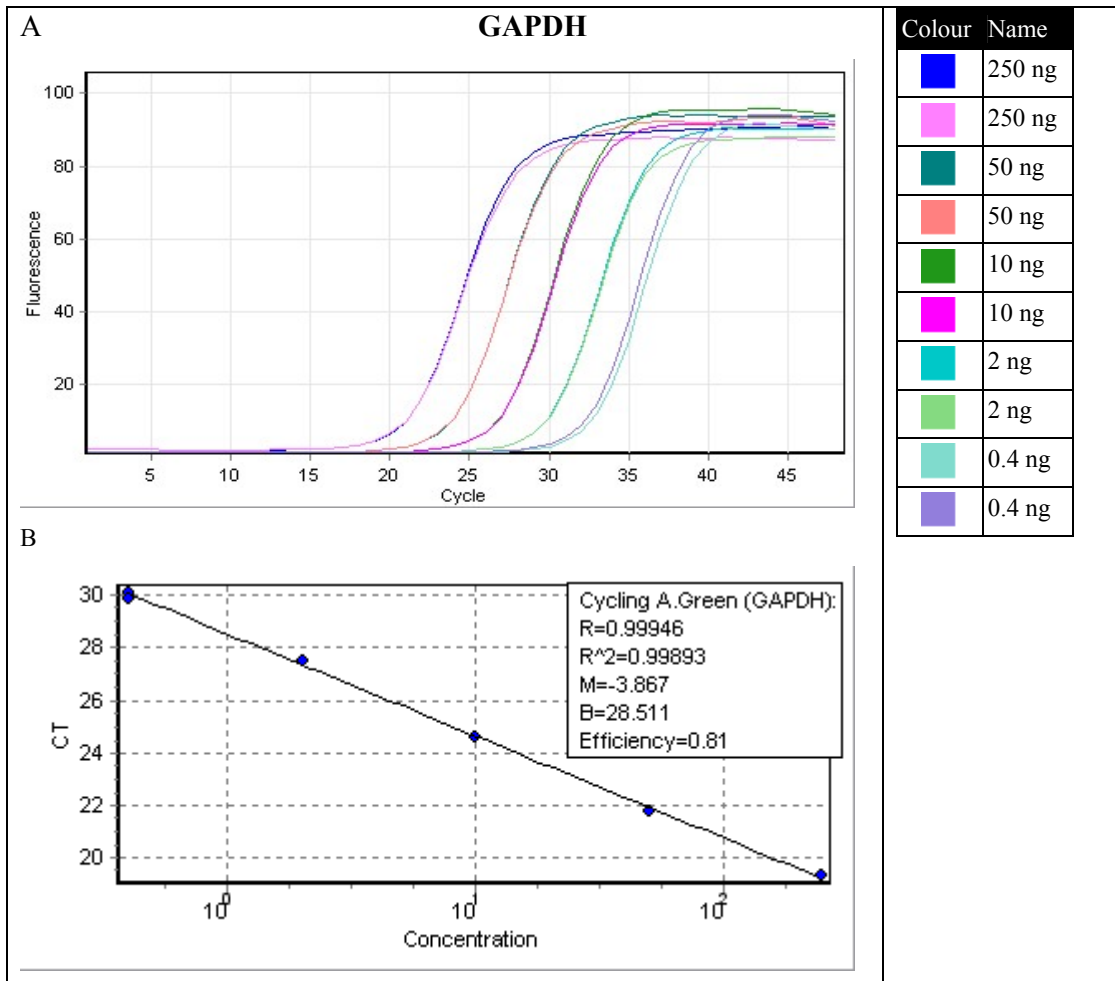 A
GAPDH
100
80
60
40
20
Fluorescence
5 10 15 20 25 30 35 40 45
Cycle
B
30
28
26
24
22
20
CT
Cycling A.Green (GAPDH):
R=0.99946
R^2=0.99893
M=-3.867
B=28.511
Efficiency=0.81
10^0 10^1 10^2
Concentration
Colour Name
250 ng
250 ng
50 ng
50 ng
10 ng
10 ng
2 ng
2 ng
0.4 ng
0.4 ng